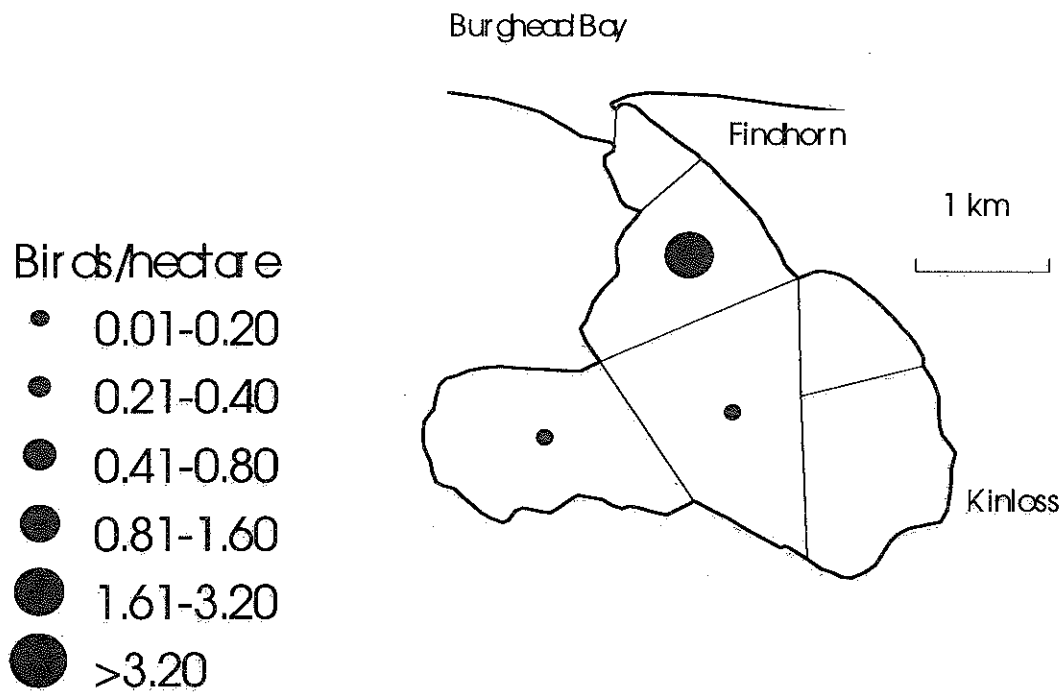 Burghead Bay
Findhorn
1 km
Birds/hectare
0.01-0.20
0.21-0.40
0.41-0.80
0.81-1.60
1.61-3.20
>3.20
Kinloss